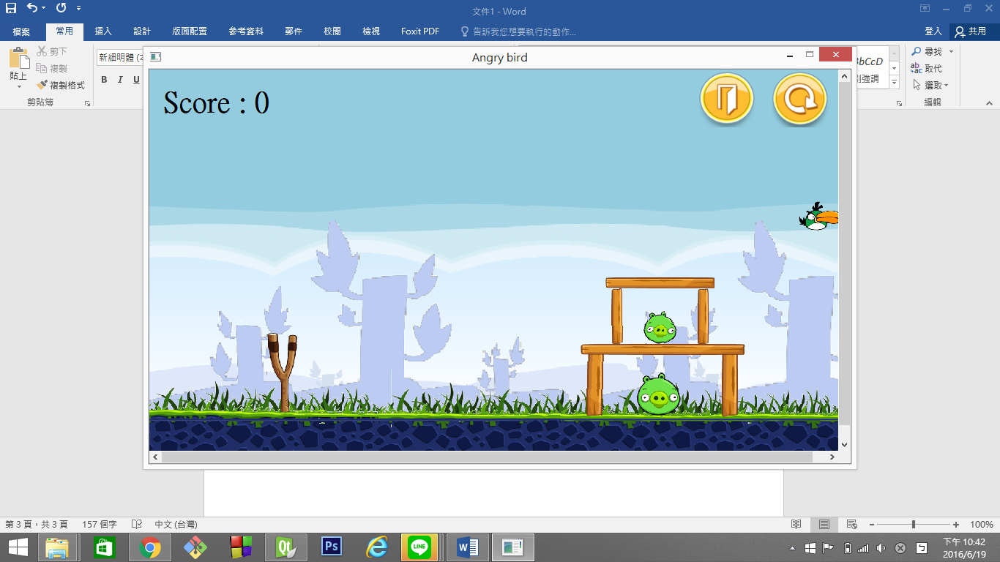 文件1 - Word
檔案 常用 插入 設計 版面配置 參考資料 郵件 校閱 檢視 Foxit PDF 告訴我您想要執行的動作... 登入 共用
貼上
剪下
複製
複製格式
剪貼簿
新細明體
B I U
bCcD
強調
尋找
取代
選取
編輯
Angry bird
Score : 0
第 3 頁，共 3 頁 157 個字 中文 (台灣) 100%
Qt Ps LINE
下午 10:42
2016/6/19